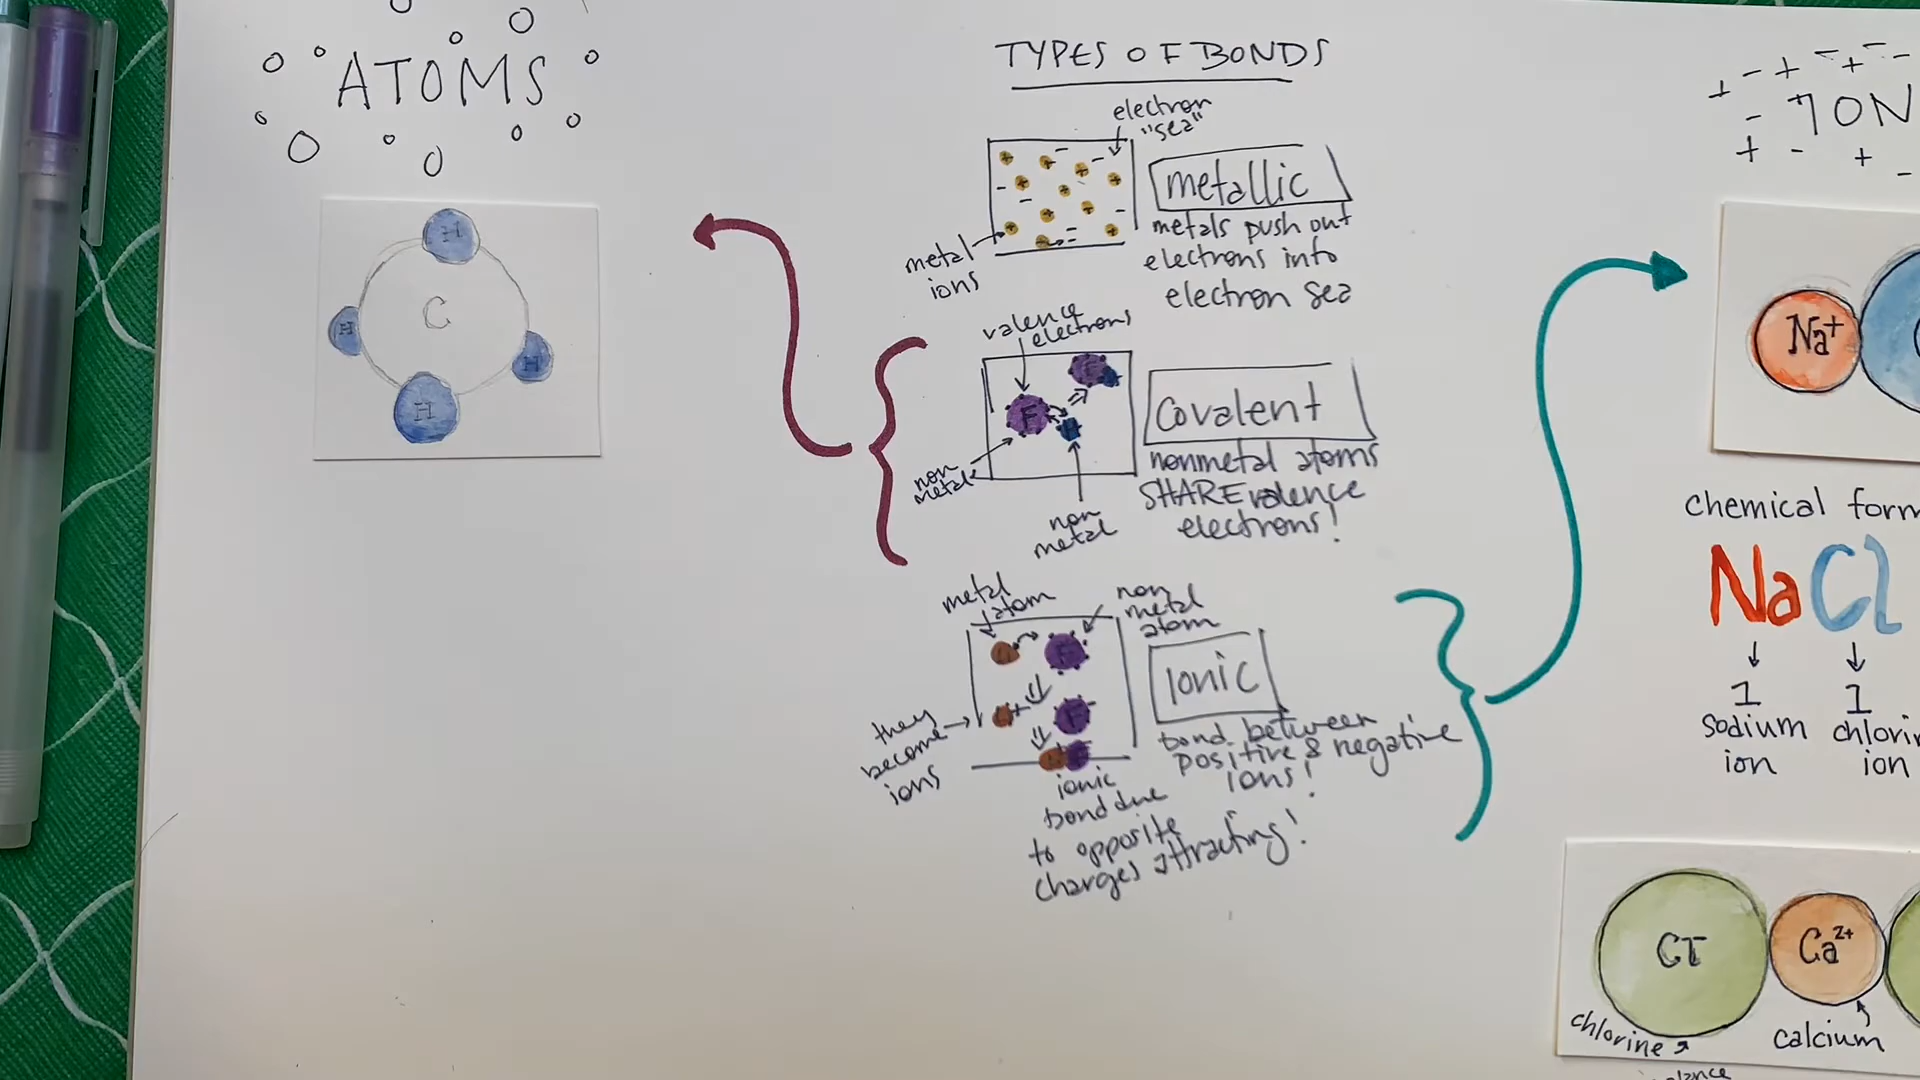 ATOMS
H
C
H
H
H
TYPES OF BONDS
electron
"sea"
metallic
metals push out
electrons into
electron sea
metal
ions
valence
electrons
F
covalent
nonmetal atoms
SHARE valence
electrons!
non
metal
non
metal
metal
atom
non
metal
atom
F
F
they
become
ions
ionic
bond between
positive & negative
ions!
ionic
bond due
to opposite
charges attracting!
ION
Na+
chemical form
NaCl
1
sodium
ion
1
chlorin
ion
Ca2+
chlorine
calcium